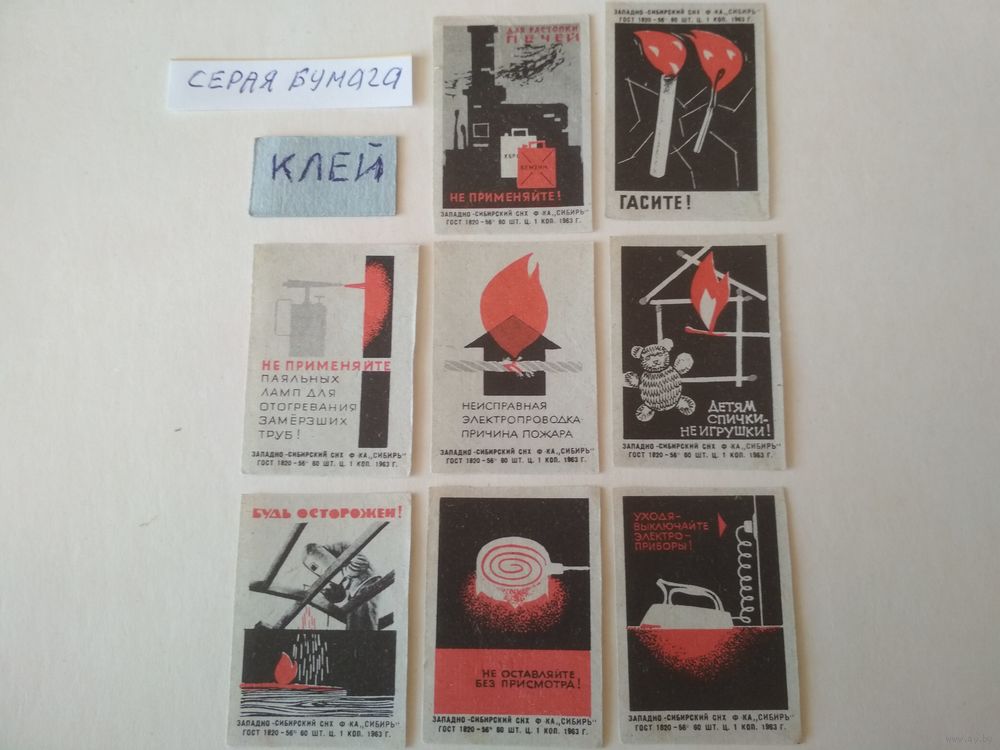 СЕРАЯ БУМАГА
КЛЕЙ
ДЛЯ РАСТОПКИ
ПЕЧЕЙ
БЕНЗИН
НЕ ПРИМЕНЯЙТЕ!
ЗАПАДНО-СИБИРСКИЙ СНХ Ф-КА „СИБИРЬ"
ГОСТ 1820-56° 60 ШТ. Ц. 1 КОП. 1963 Г.
ЗАПАДНО-СИБИРСКИЙ СНХ Ф-КА „СИБИРЬ"
ГОСТ 1820-56° 60 ШТ. Ц. 1 КОП. 1963 Г.
ГАСИТЕ!
НЕ ПРИМЕНЯЙТЕ
ПАЯЛЬНЫХ
ЛАМП ДЛЯ
ОТОГРЕВАНИЯ
ЗАМЁРЗШИХ
ТРУБ!
ЗАПАДНО-СИБИРСКИЙ СНХ Ф-КА „СИБИРЬ"
ГОСТ 1820-56° 60 ШТ. Ц. 1 КОП. 1963 Г.
НЕИСПРАВНАЯ
ЭЛЕКТРОПРОВОДКА
ПРИЧИНА ПОЖАРА
ЗАПАДНО-СИБИРСКИЙ СНХ Ф-КА „СИБИРЬ"
ГОСТ 1820-56° 60 ШТ. Ц. 1 КОП. 1963 Г.
ДЕТЯМ
СПИЧКИ-
НЕ ИГРУШКИ!
ЗАПАДНО-СИБИРСКИЙ СНХ Ф-КА „СИБИРЬ"
ГОСТ 1820-56° 60 ШТ. Ц. 1 КОП. 1963 Г.
БУДЬ ОСТОРОЖЕН!
ЗАПАДНО-СИБИРСКИЙ СНХ Ф-КА „СИБИРЬ"
ГОСТ 1820-56° 60 ШТ. Ц. 1 КОП. 1963 Г.
НЕ ОСТАВЛЯЙТЕ
БЕЗ ПРИСМОТРА!
ЗАПАДНО-СИБИРСКИЙ СНХ Ф-КА „СИБИРЬ"
ГОСТ 1820-56° 60 ШТ. Ц. 1 КОП. 1963 Г.
УХОДЯ-
ВЫКЛЮЧАЙТЕ
ЭЛЕКТРО-
ПРИБОРЫ!
ЗАПАДНО-СИБИРСКИЙ СНХ Ф-КА „СИБИРЬ"
ГОСТ 1820-56° 60 ШТ. Ц. 1 КОП. 1963 Г.